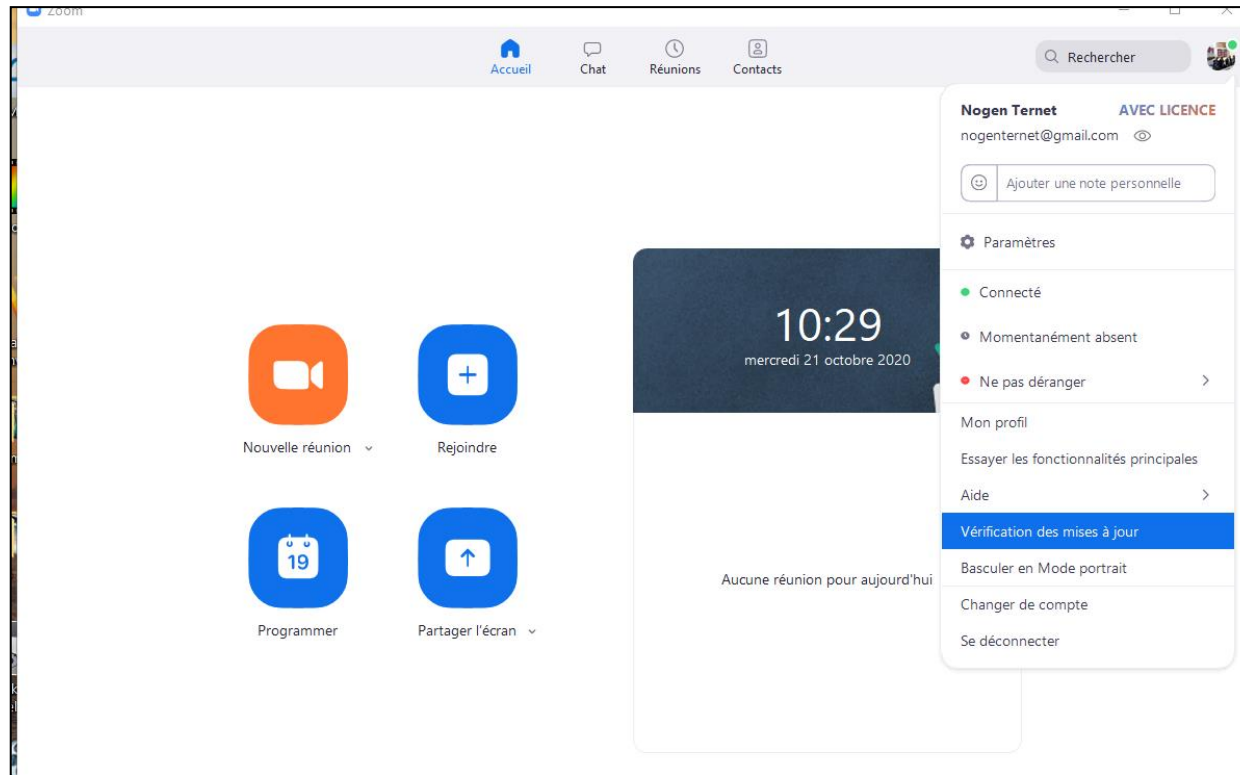 Zoom
Accueil
Chat
Réunions
Contacts
Rechercher
Nogen Ternet
AVEC LICENCE
nogenternet@gmail.com
Ajouter une note personnelle
Paramètres
Connecté
Momentanément absent
Ne pas déranger
Mon profil
Essayer les fonctionnalités principales
Aide
Vérification des mises à jour
Basculer en Mode portrait
Changer de compte
Se déconnecter
10:29
mercredi 21 octobre 2020
Nouvelle réunion
Rejoindre
19
Programmer
Partager l'écran
Aucune réunion pour aujourd'hui